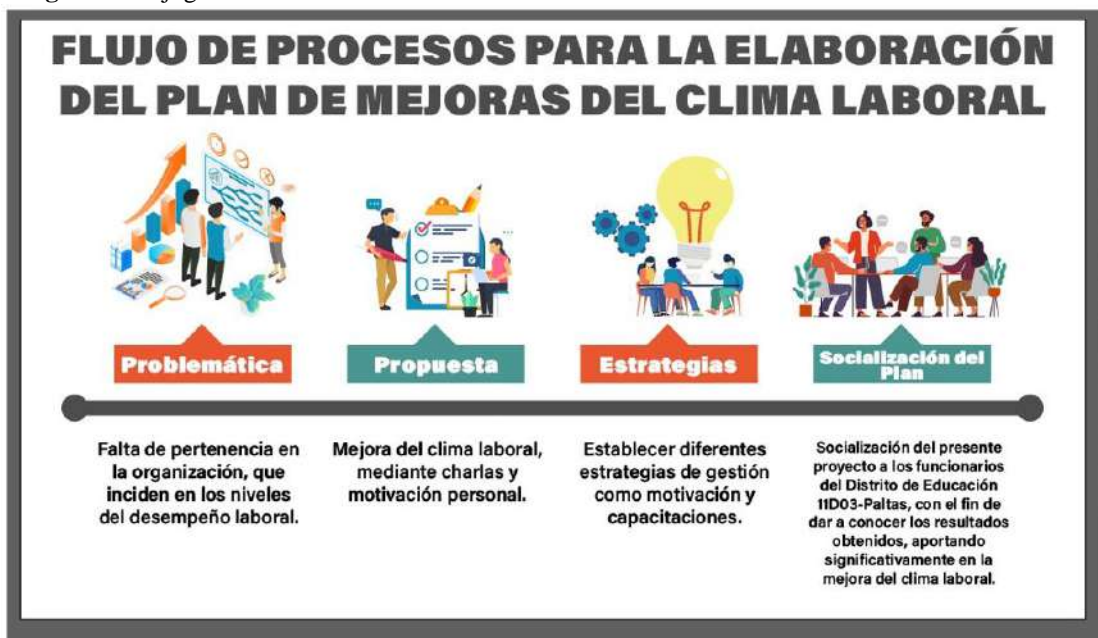 FLUJO DE PROCESOS PARA LA ELABORACIÓN
DEL PLAN DE MEJORAS DEL CLIMA LABORAL
Problemática
Falta de pertenencia en
la organización, que
inciden en los niveles
del desempeño laboral.
Propuesta
Mejora del clima laboral,
mediante charlas y
motivación personal.
Estrategias
Establecer diferentes
estrategias de gestión
como motivación y
capacitaciones.
Socialización del
Plan
Socialización del presente
proyecto a los funcionarios
del Distrito de Educación
11D03-Paltas, con el fin de
dar a conocer los resultados
obtenidos, aportando
significativamente en la
mejora del clima laboral.